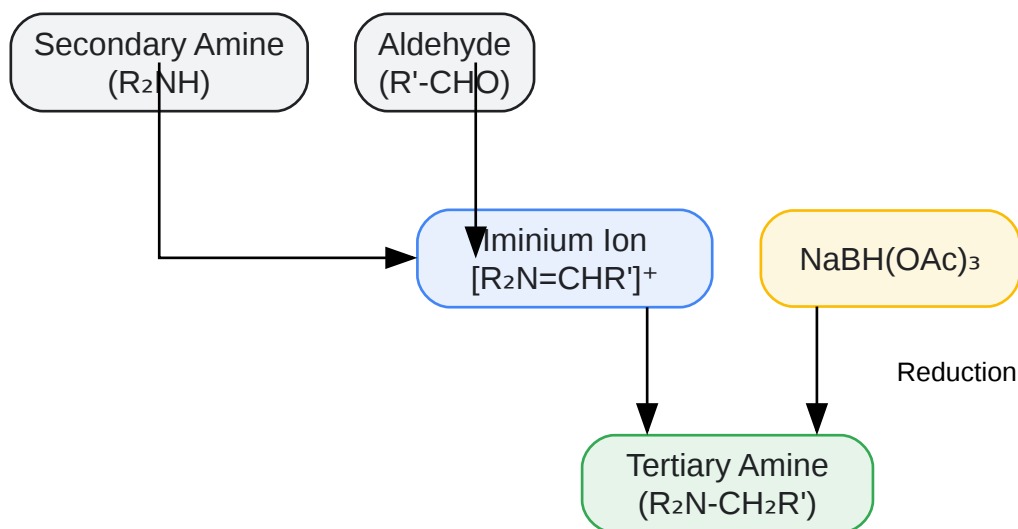 Secondary Amine
(R₂NH)
Aldehyde
(R'-CHO)
Iminium Ion
[R₂N=CHR']⁺
NaBH(OAc)₃
Reduction
Tertiary Amine
(R₂N-CH₂R')